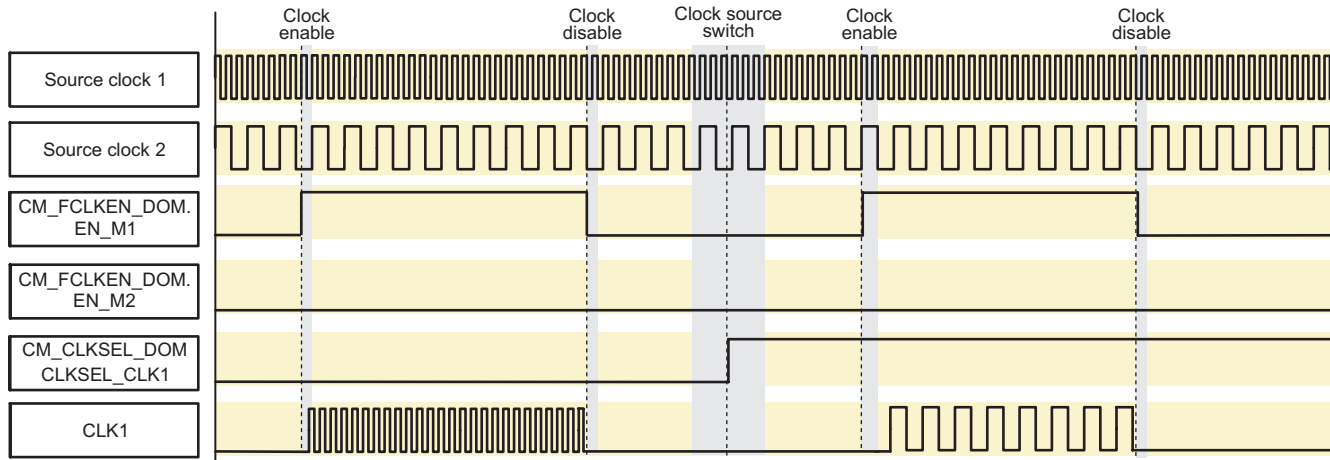 Clock
enable
Clock
disable
Clock source
switch
Clock
enable
Clock
disable
Source clock 1
Source clock 2
CM_FCLKEN_DOM.
EN_M1
CM_FCLKEN_DOM.
EN_M2
CM_CLKSEL_DOM
CLKSEL_CLK1
CLK1